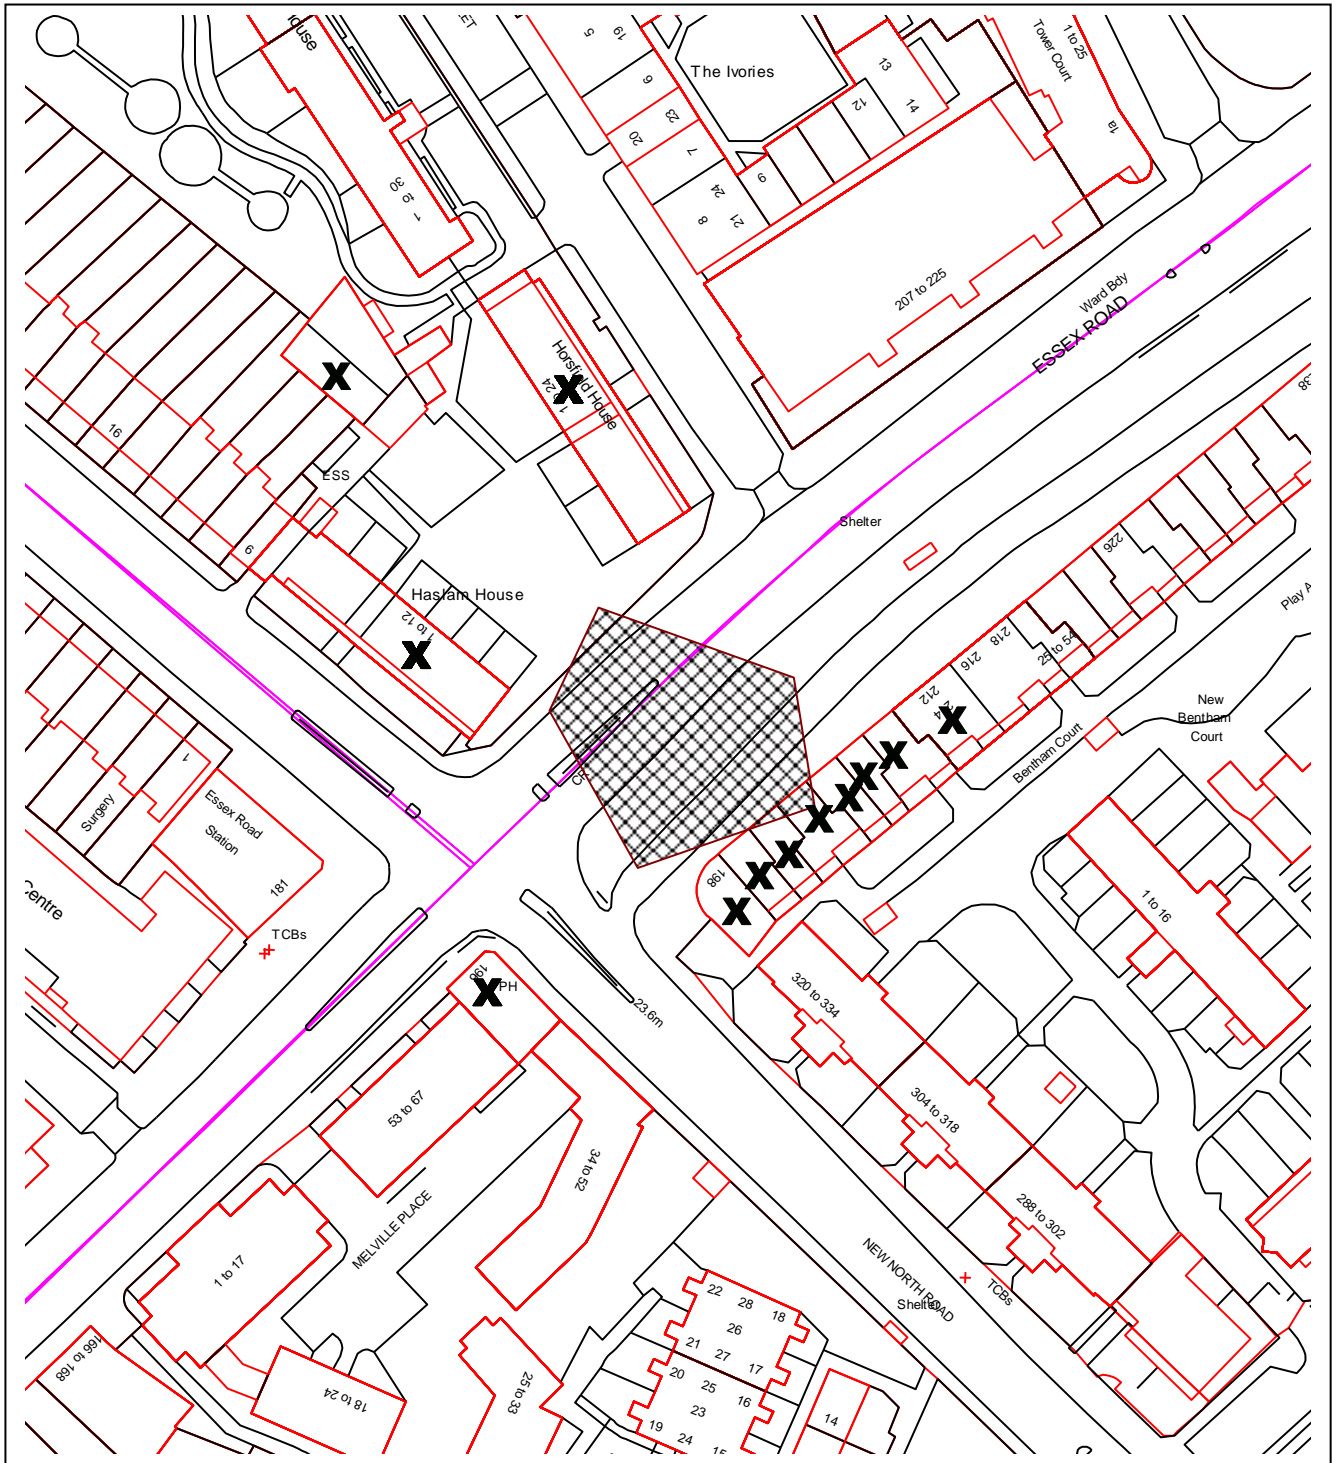 House
1 to 30
5
19
6
23
20
7
24
8
21
The Ivories
13
12
14
9
Tower Court
1 to 25
1a
207 to 225
Ward Bdy
ESSEX ROAD
Horsfield House
16
ESS
9
Haslam House
1 to 12
Shelter
226
218
216
212
25 to 54
Play A
New
Bentham
Court
Bentham Court
1
Surgery
Essex Road
Station
181
Centre
TCBs
198
196
PH
23.6m
1 to 16
320 to 334
304 to 318
288 to 302
53 to 67
34 to 52
MELVILLE PLACE
1 to 17
166 to 168
18 to 24
25 to 33
NEW NORTH ROAD
Shelter
TCBs
22
28
18
26
21
27
17
20
25
16
23
19
24
15
14